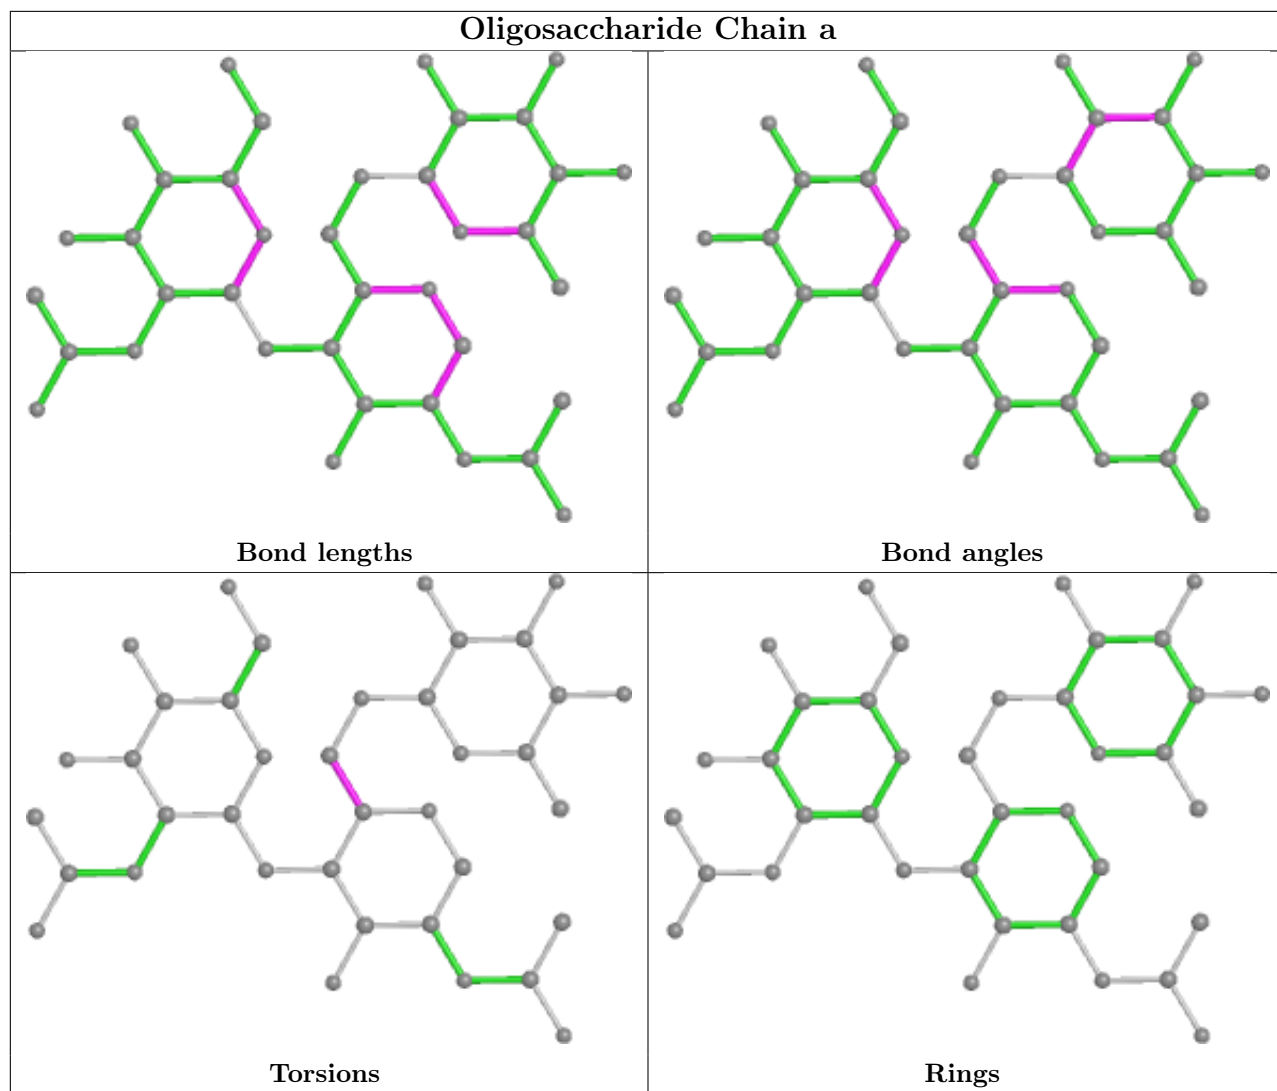 Oligosaccharide Chain a
Bond lengths
Bond angles
Torsions
Rings